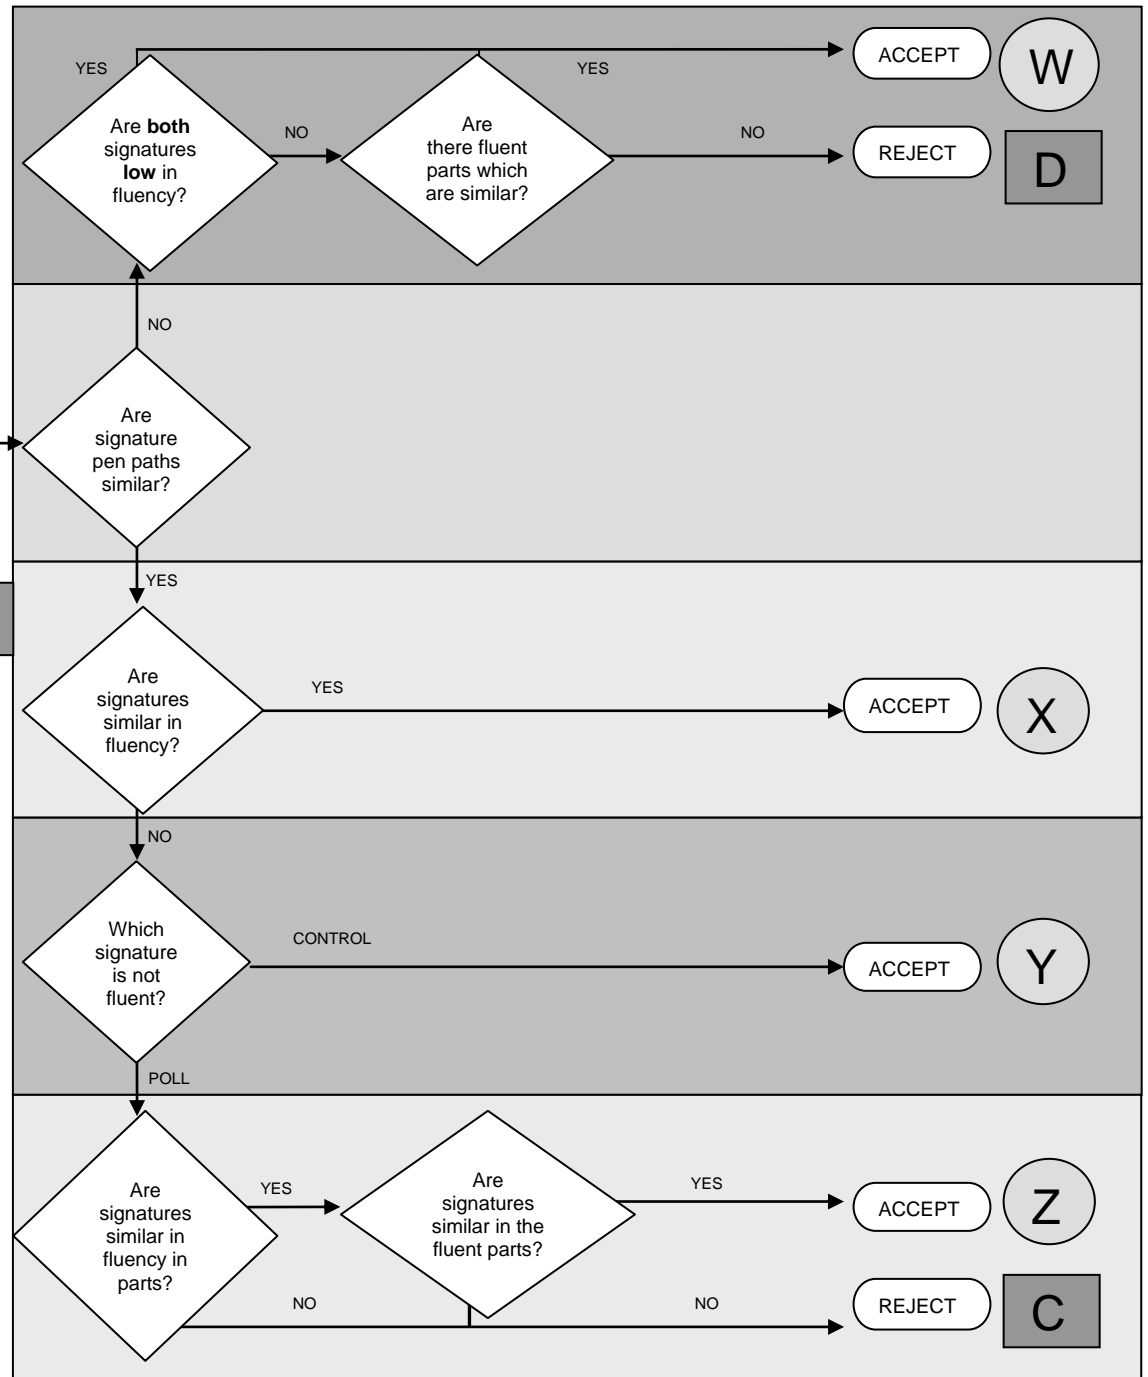 YES
YES
ACCEPT
W
Are both
signatures
low in
fluency?
NO
Are
there fluent
parts which
are similar?
NO
REJECT
D
NO
Are
signature
pen paths
similar?
YES
Are
signatures
similar in
fluency?
YES
ACCEPT
X
NO
Which
signature
is not
fluent?
CONTROL
ACCEPT
Y
POLL
Are
signatures
similar in
fluency in
parts?
YES
Are
signatures
similar in the
fluent parts?
YES
ACCEPT
Z
NO
NO
REJECT
C